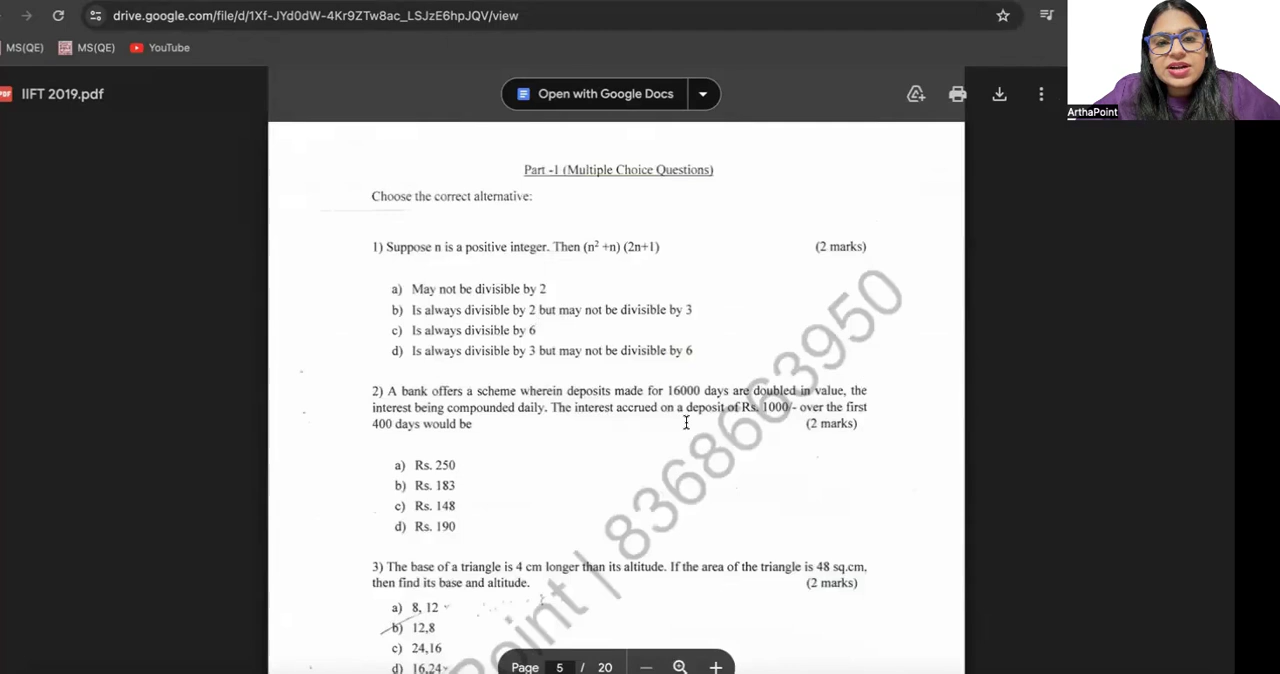 drive.google.com/file/d/1Xf-JYd0dW-4Kr9ZTw8ac_LSJzE6hpJQV/view
MS(QE)
MS(QE)
YouTube
ArthaPoint
PDF
IIFT 2019.pdf
Open with Google Docs
Part -1 (Multiple Choice Questions)
Choose the correct alternative:
1) Suppose n is a positive integer. Then (n² +n) (2n+1) (2 marks)
a) May not be divisible by 2
b) Is always divisible by 2 but may not be divisible by 3
c) Is always divisible by 6
d) Is always divisible by 3 but may not be divisible by 6
2) A bank offers a scheme wherein deposits made for 16000 days are doubled in value, the
interest being compounded daily. The interest accrued on a deposit of Rs. 1000/- over the first
400 days would be (2 marks)
a) Rs. 250
b) Rs. 183
c) Rs. 148
d) Rs. 190
3) The base of a triangle is 4 cm longer than its altitude. If the area of the triangle is 48 sq.cm,
then find its base and altitude. (2 marks)
a) 8, 12
b) 12,8
c) 24,16
d) 16,24
Point | 8368663950
Page 5 / 20